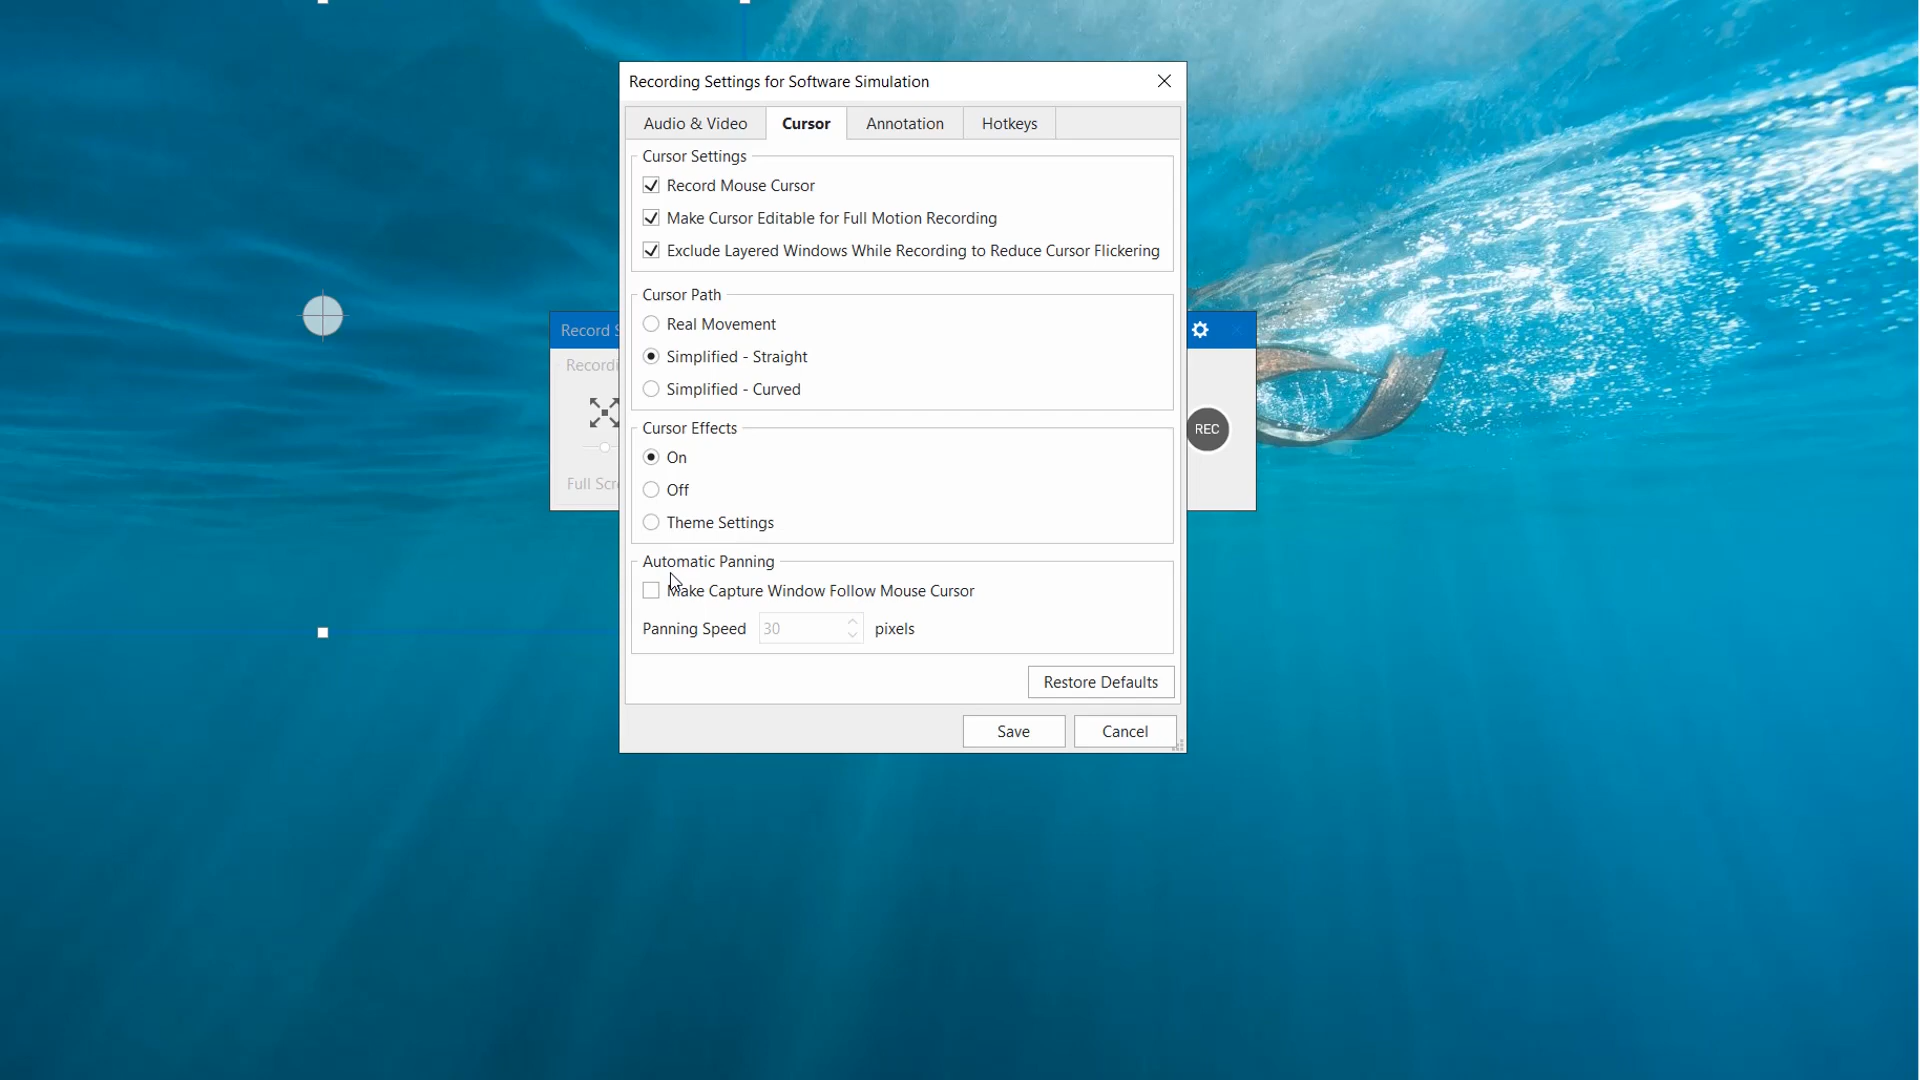 Recording Settings for Software Simulation
Audio & Video
Cursor
Annotation
Hotkeys
Cursor Settings
Record Mouse Cursor
Make Cursor Editable for Full Motion Recording
Exclude Layered Windows While Recording to Reduce Cursor Flickering
Cursor Path
Real Movement
Simplified - Straight
Simplified - Curved
Record
REC
Full
Cursor Effects
On
Off
Theme Settings
Automatic Panning
Make Capture Window Follow Mouse Cursor
Panning Speed 30 pixels
Restore Defaults
Save
Cancel